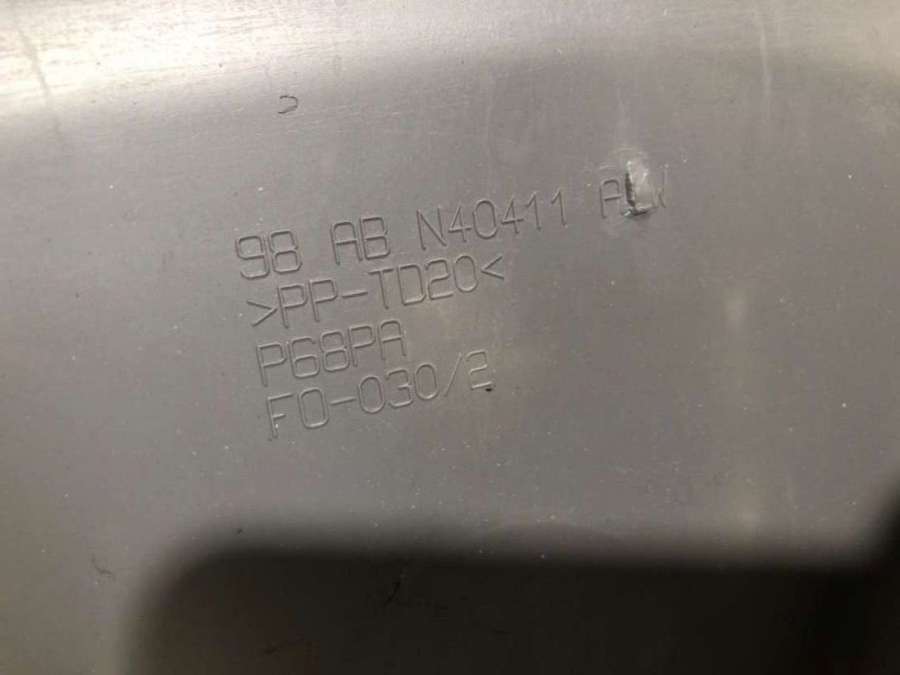 98 AB N40411
>PP-TD20<
P68PA
FO-030/2